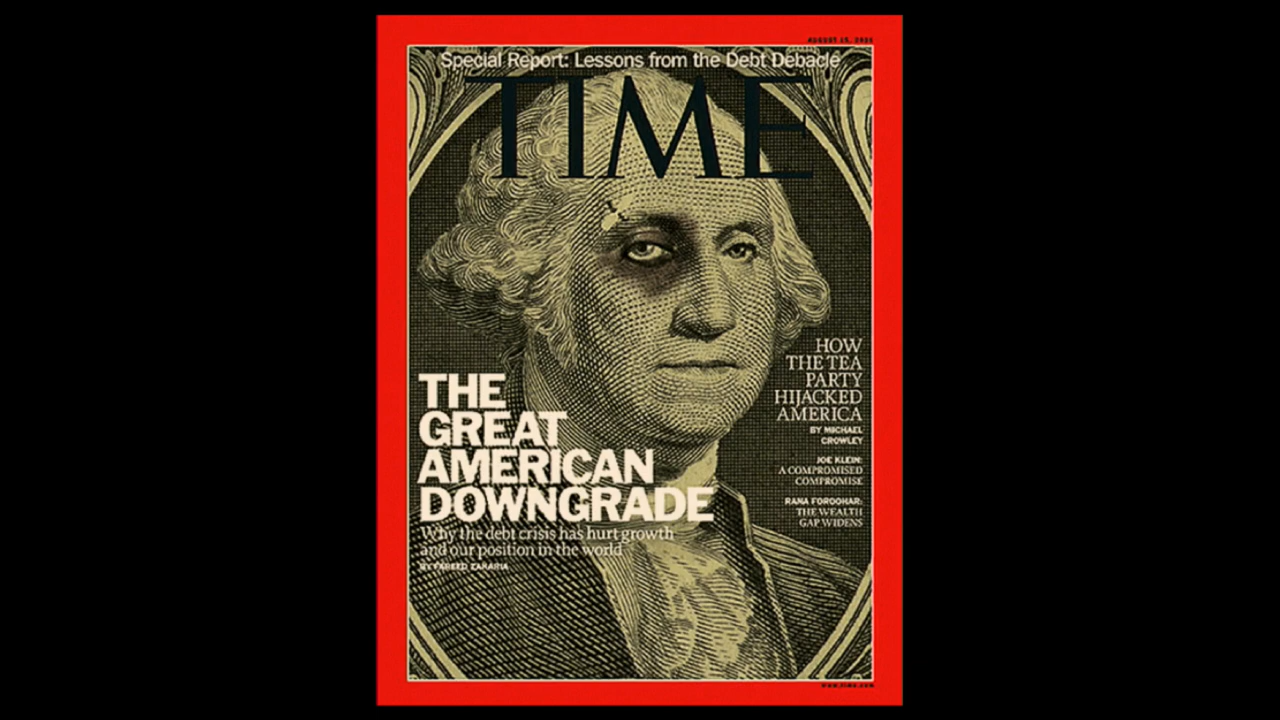 AUGUST 15, 2011
Special Report: Lessons from the Debt Debacle
TIME
HOW
THE TEA
PARTY
HIJACKED
AMERICA
BY MICHAEL
CROWLEY
JOE KLEIN:
A COMPROMISED
COMPROMISE
RANA FOROOHAR:
THE WEALTH
GAP WIDENS
THE
GREAT
AMERICAN
DOWNGRADE
Why the debt crisis has hurt growth
and our position in the world
BY FAREED ZAKARIA
www.time.com